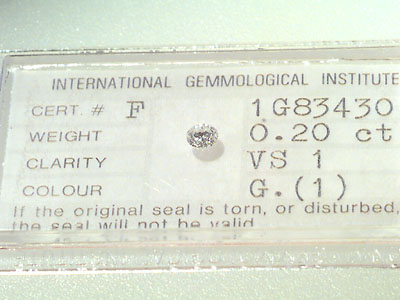 INTERNATIONAL GEMMOLOGICAL INSTITUTE
CERT. # F 1G83430
WEIGHT 0.20 ct
CLARITY VS 1
COLOUR G.(1)
If the original seal is torn, or disturbed,
the seal will not be valid